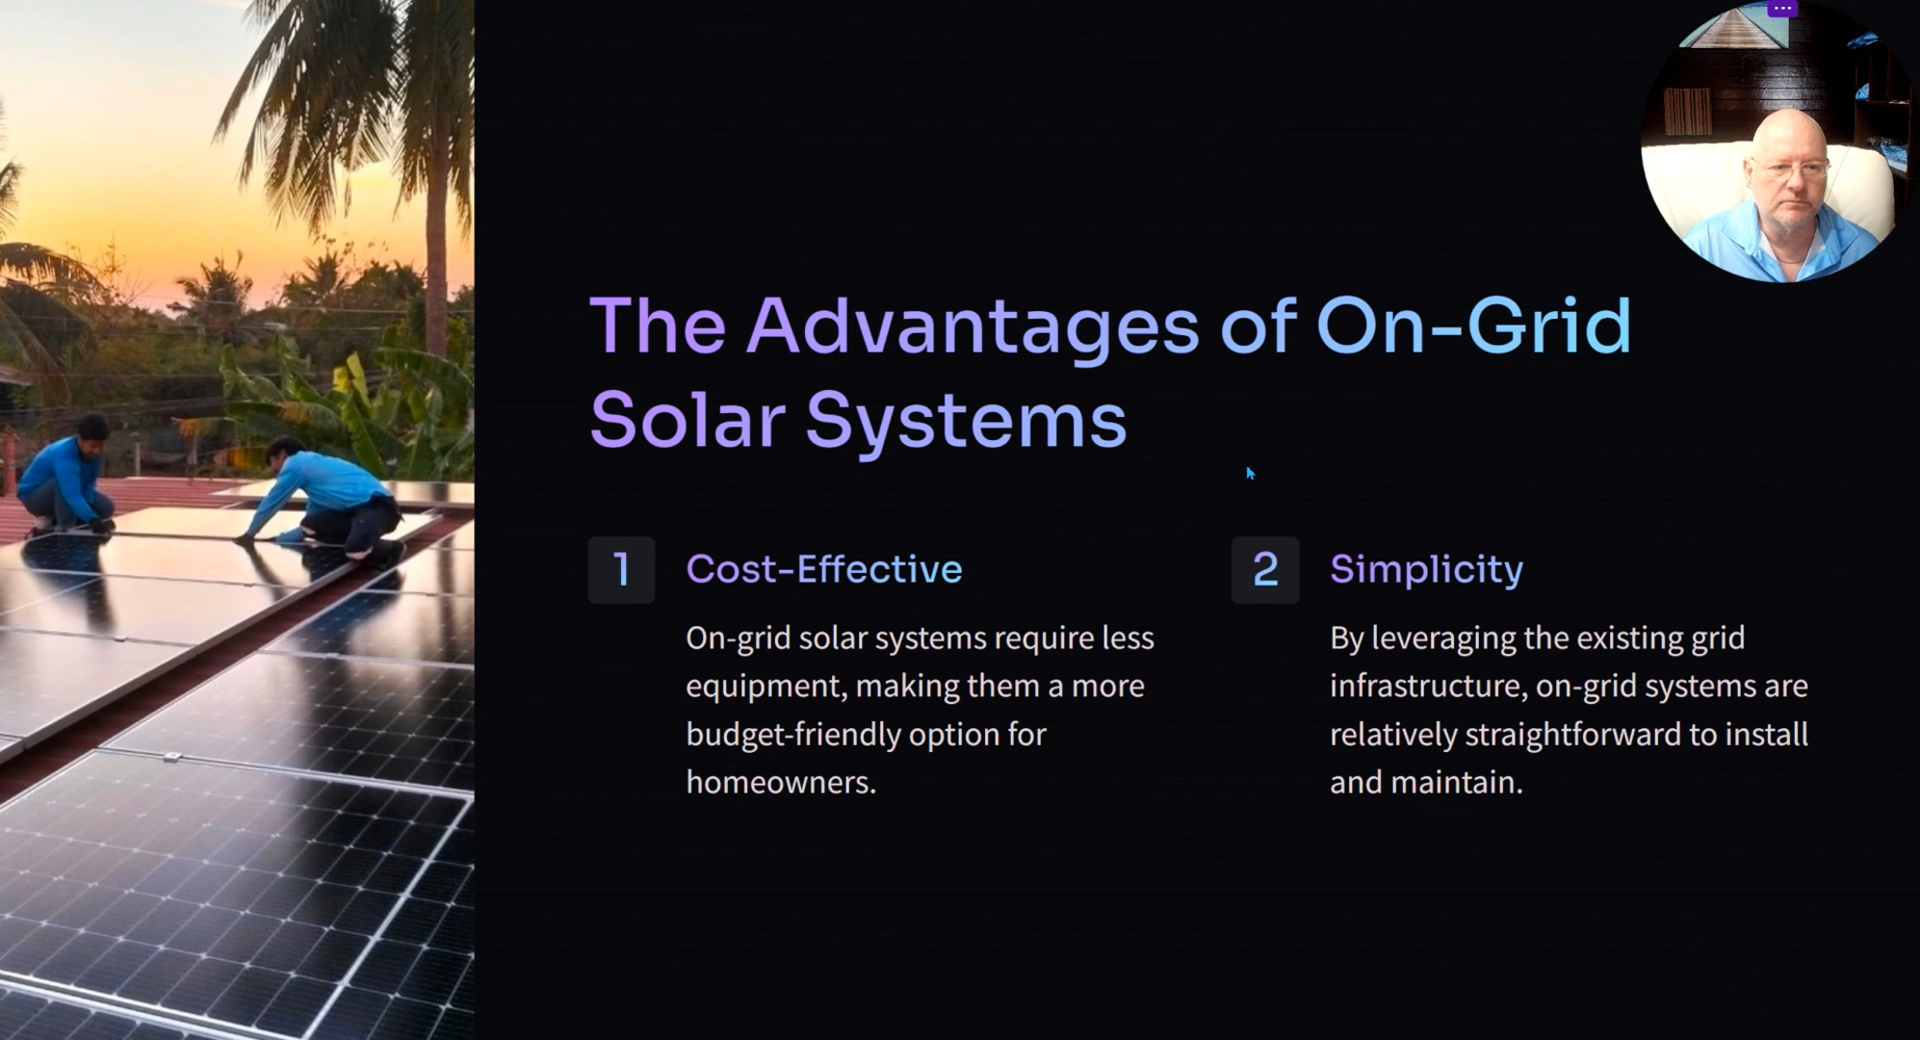 The Advantages of On-Grid
Solar Systems
1
Cost-Effective
On-grid solar systems require less
equipment, making them a more
budget-friendly option for
homeowners.
2
Simplicity
By leveraging the existing grid
infrastructure, on-grid systems are
relatively straightforward to install
and maintain.